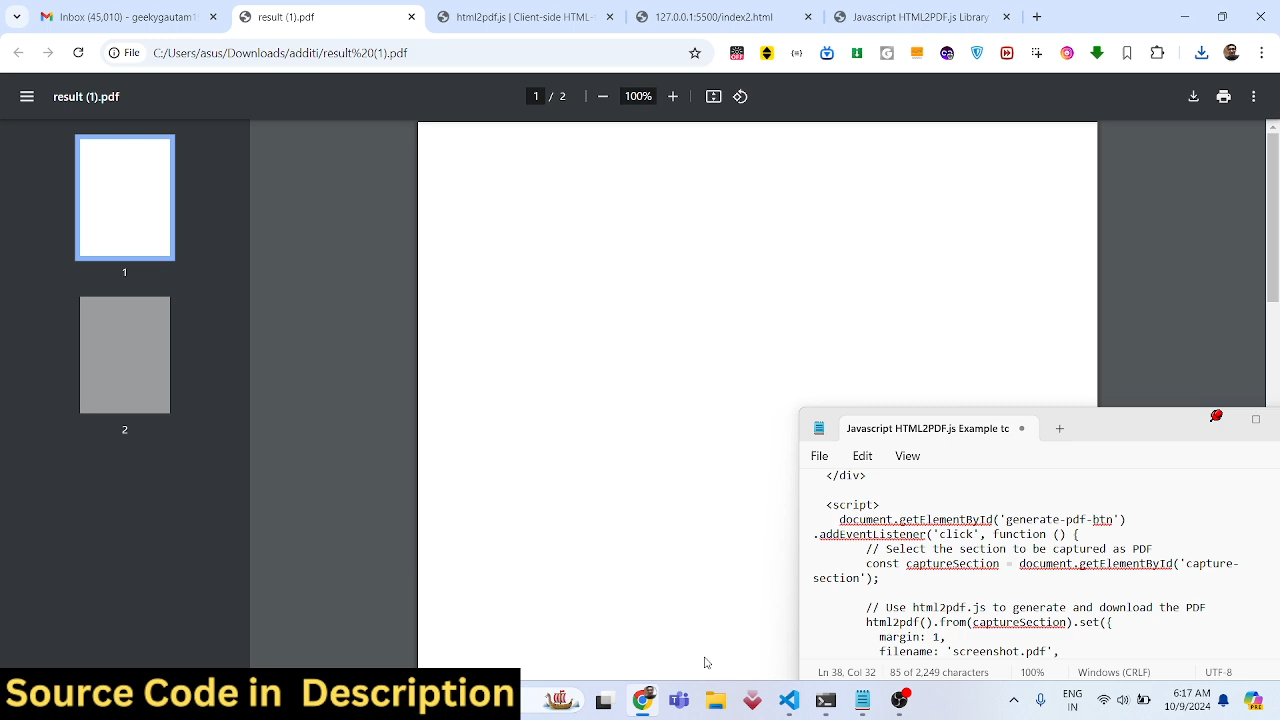 Inbox (45,010) - geekygautam1
result (1).pdf
html2pdf.js | Client-side HTML-
127.0.0.1:5500/index2.html
Javascript HTML2PDF.js Library
File
C:/Users/asus/Downloads/additi/result%20(1).pdf
OFF
result (1).pdf
1 / 2
100%
1
2
Javascript HTML2PDF.js Example tc
File Edit View
</div>
<script>
document.getElementById('generate-pdf-btn')
.addEventListener('click', function () {
// Select the section to be captured as PDF
const captureSection = document.getElementById('capture-
section');
// Use html2pdf.js to generate and download the PDF
html2pdf().from(captureSection).set({
margin: 1,
filename: 'screenshot.pdf',
Ln 38, Col 32
85 of 2,249 characters
100%
Windows (CRLF)
UTF-8
Source Code in Description
ENG
IN
6:17 AM
10/9/2024
PRE